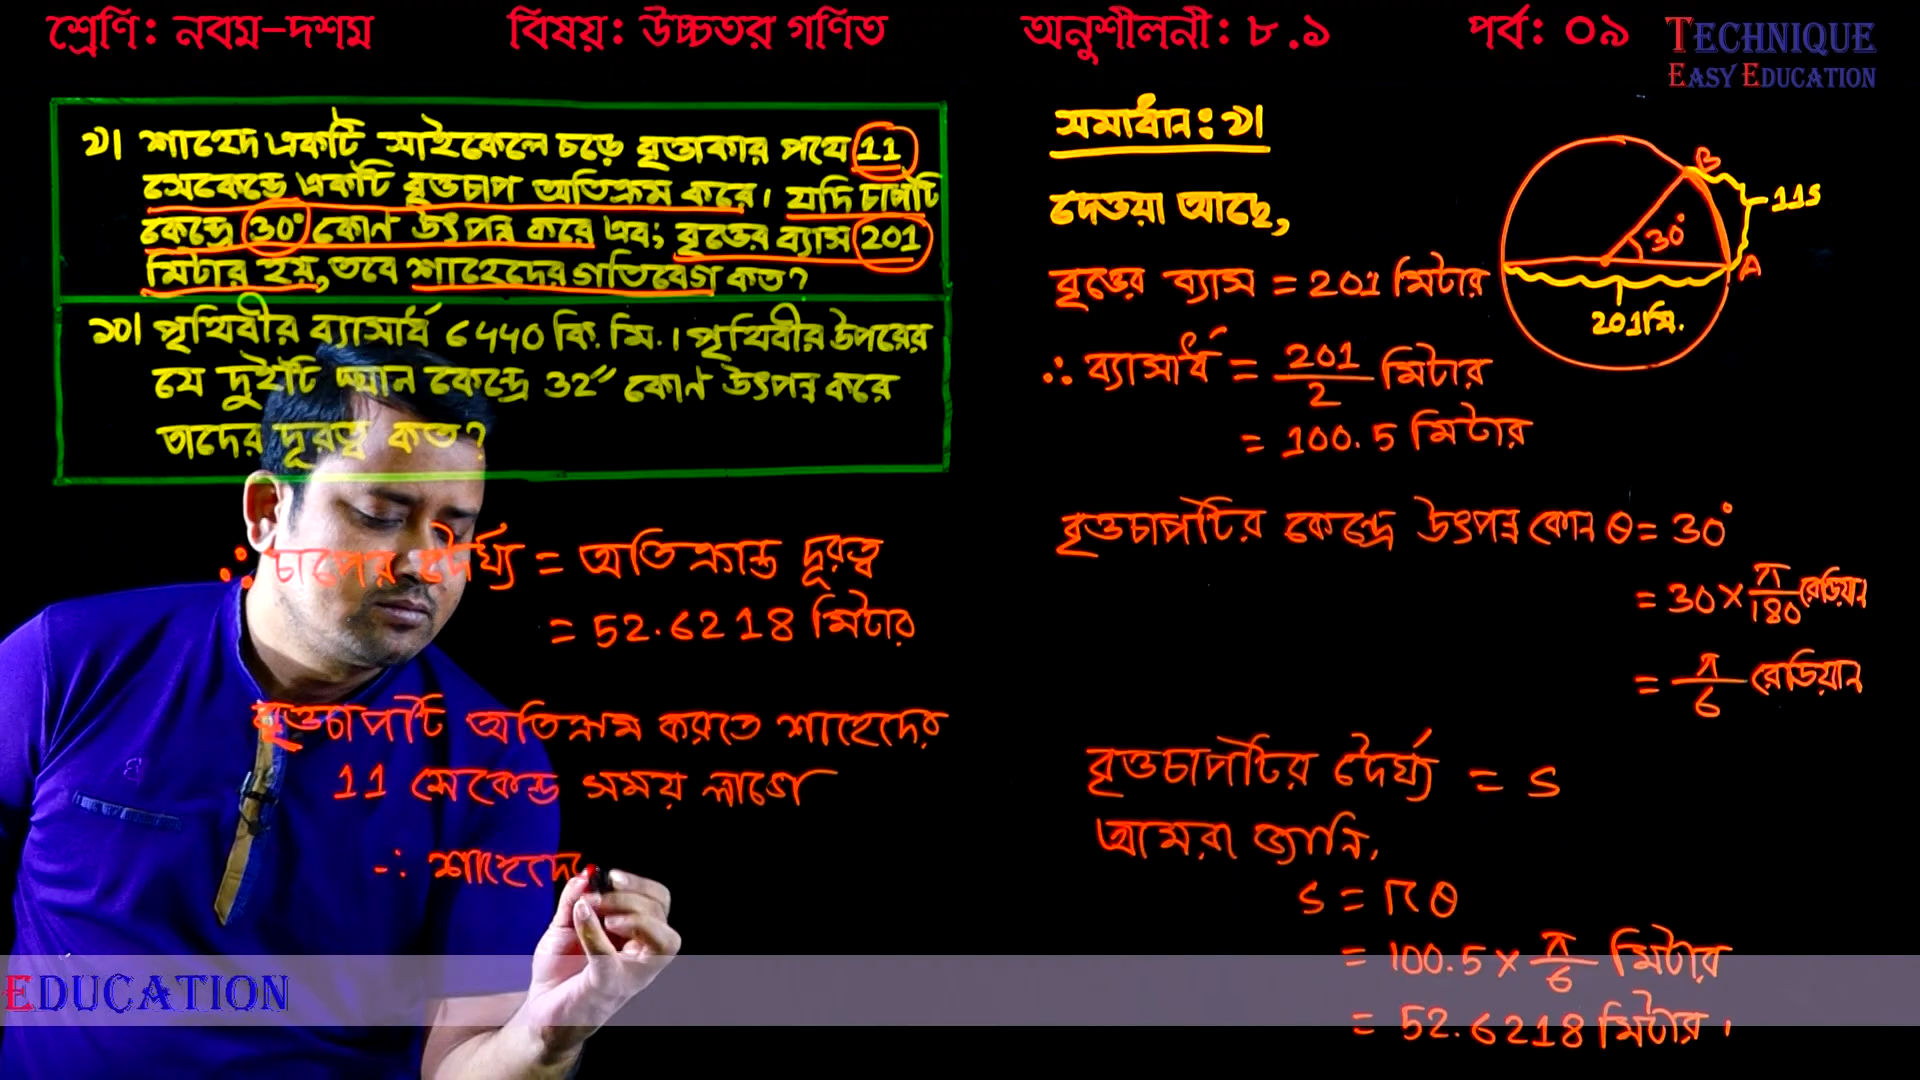 শ্রেণি: নবম-দশম বিষয়: উচ্চতর গণিত অনুশীলনী: ৮.১ পর্ব: ০৯
TECHNIQUE
EASY EDUCATION
৯। শাহেদ একটি সাইকেলে চড়ে বৃত্তাকার পথে 11
সেকেন্ডে একটি বৃত্তচাপ অতিক্রম করে। যদি চাপটি
কেন্দ্রে 30° কোণ উৎপন্ন করে এবং বৃত্তের ব্যাস 201
মিটার হয়, তবে শাহেদের গতিবেগ কত?
১০। পৃথিবীর ব্যাসার্ধ 6440 কি. মি.। পৃথিবীর উপরের
যে দুইটি স্থান কেন্দ্রে 32" কোণ উৎপন্ন করে
তাদের দূরত্ব কত?
∴ চাপের দৈর্ঘ্য = অতিক্রান্ত দূরত্ব
= 52.6218 মিটার
বৃত্তচাপটি অতিক্রম করতে শাহেদের
11 সেকেন্ড সময় লাগে
∴ শাহেদে
সমাধান: ৯।
দেওয়া আছে,
বৃত্তের ব্যাস = 201 মিটার
∴ ব্যাসার্ধ = 201/2 মিটার
= 100.5 মিটার
B
11s
30°
A
201মি.
বৃত্তচাপটির কেন্দ্রে উৎপন্ন কোন θ = 30°
= 30 × π/180 রেডিয়ান
= π/6 রেডিয়ান
বৃত্তচাপটির দৈর্ঘ্য = s
আমরা জানি,
s = rθ
= 100.5 × π/6 মিটার
= 52.6218 মিটার।
EDUCATION